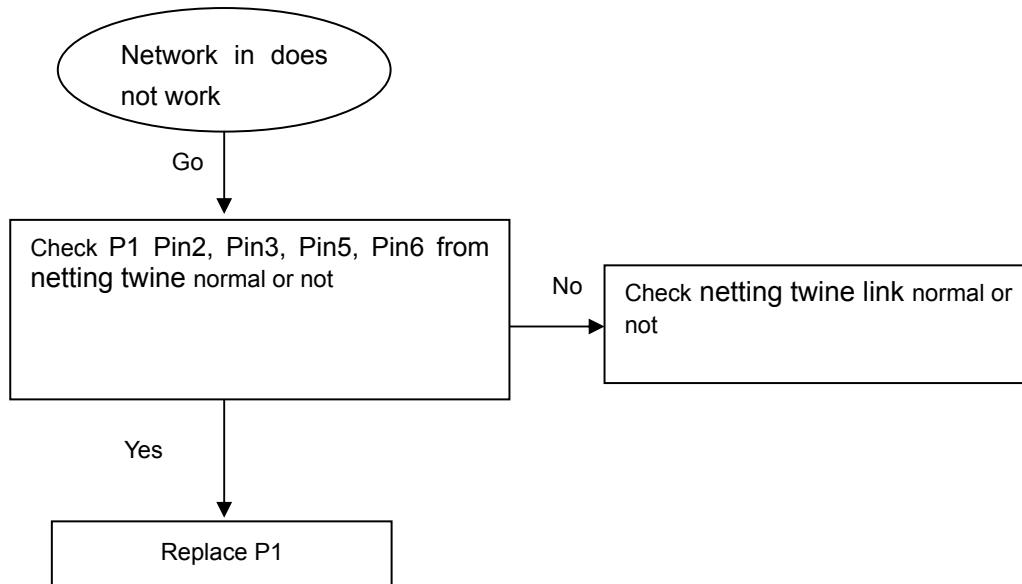 Network in does
not work
Go
Check P1 Pin2, Pin3, Pin5, Pin6 from
netting twine normal or not
No
Check netting twine link normal or
not
Yes
Replace P1